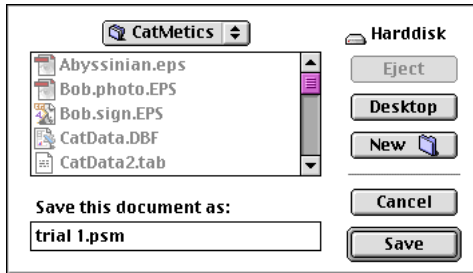 CatMetics
Abyssinian.eps
Bob.photo.EPS
Bob.sign.EPS
CatData.DBF
CatData2.tab
Save this document as:
trial 1.psm
Harddisk
Eject
Desktop
New
Cancel
Save